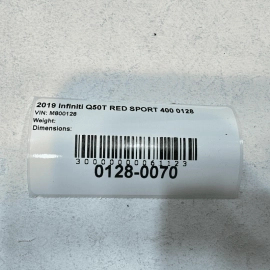 2019 Infiniti Q50T RED SPORT 400 0128
VIN: M800128
Weight:
Dimensions:
3000000061123
0128-0070